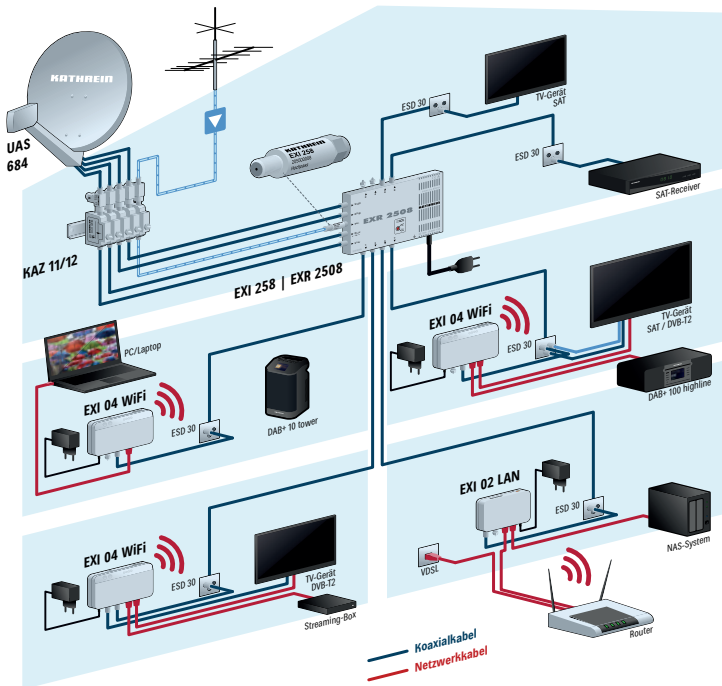 KATHREIN
UAS
684
KAZ 11/12
KATHREIN
EXI 258
EXR 2508
EXI 258 | EXR 2508
ESD 30
TV-Gerät
SAT
ESD 30
SAT-Receiver
EXI 04 WiFi
ESD 30
TV-Gerät
SAT / DVB-T2
DAB+ 100 highline
PC/Laptop
EXI 04 WiFi
ESD 30
DAB+ 10 tower
EXI 02 LAN
ESD 30
NAS-System
VDSL
Router
EXI 04 WiFi
ESD 30
TV-Gerät
DVB-T2
Streaming-Box
Koaxialkabel
Netzwerkkabel